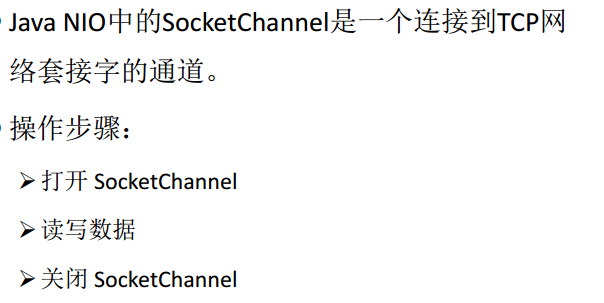 Java NIO中的SocketChannel是一个连接到TCP网
络套接字的通道。
操作步骤：
➢打开 SocketChannel
➢读写数据
➢关闭 SocketChannel